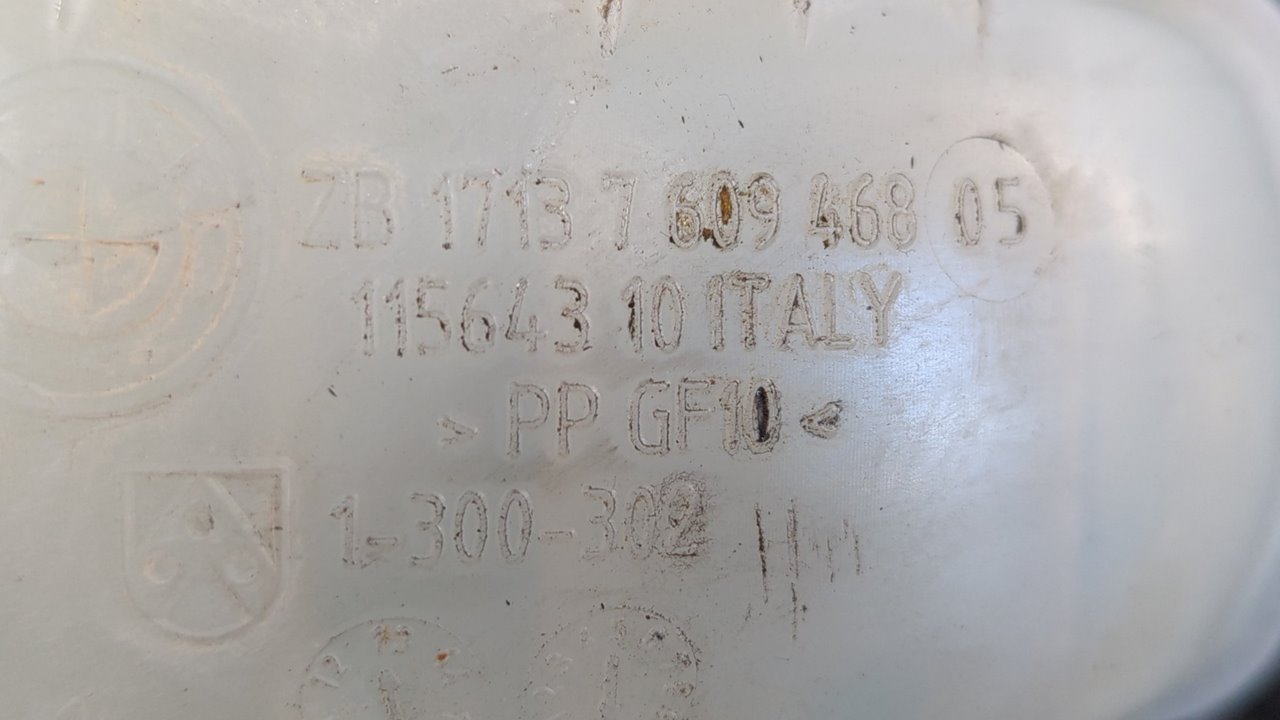 ZB 1713 7 609 468 05
115643 10 ITALY
> PP GF10 <
1-300-302